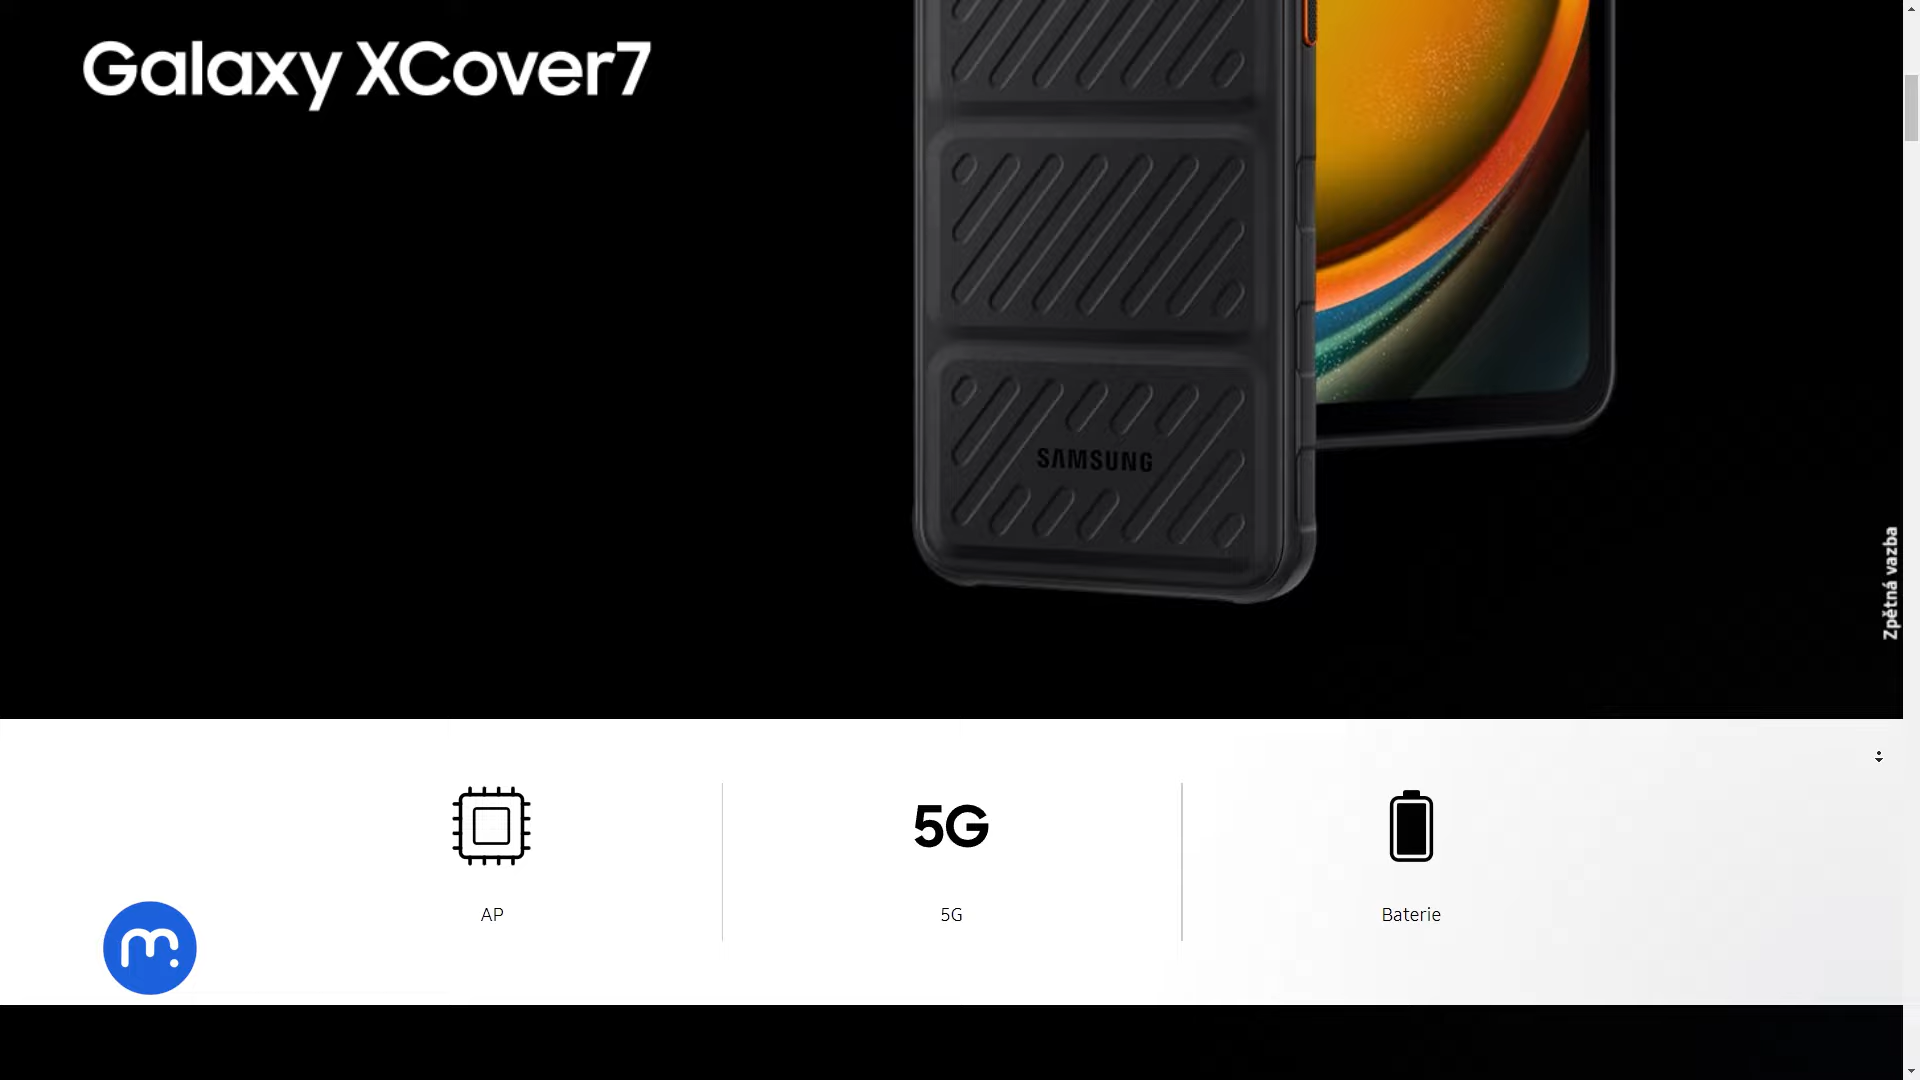 Galaxy XCover7
SAMSUNG
Zpětná vazba
5G
AP
5G
Baterie
m.